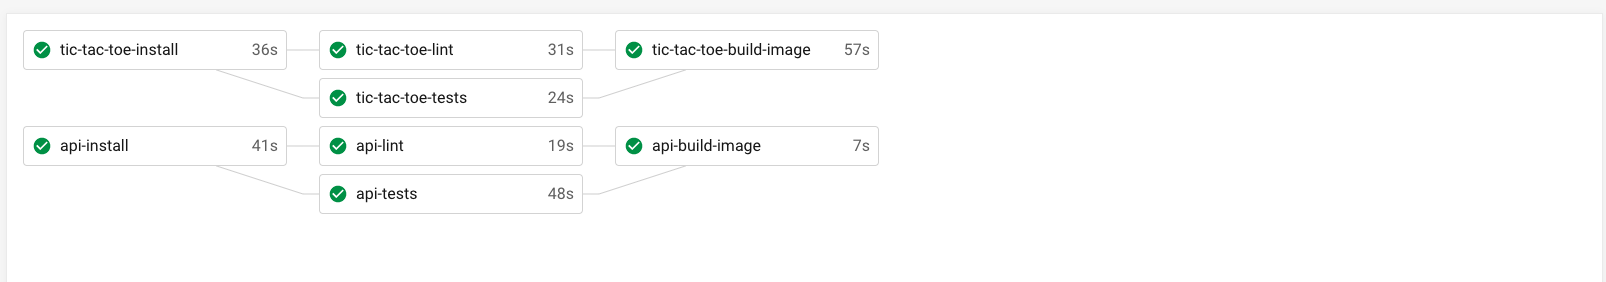 tic-tac-toe-install 36s
tic-tac-toe-lint 31s
tic-tac-toe-build-image 57s
tic-tac-toe-tests 24s
api-install 41s
api-lint 19s
api-build-image 7s
api-tests 48s